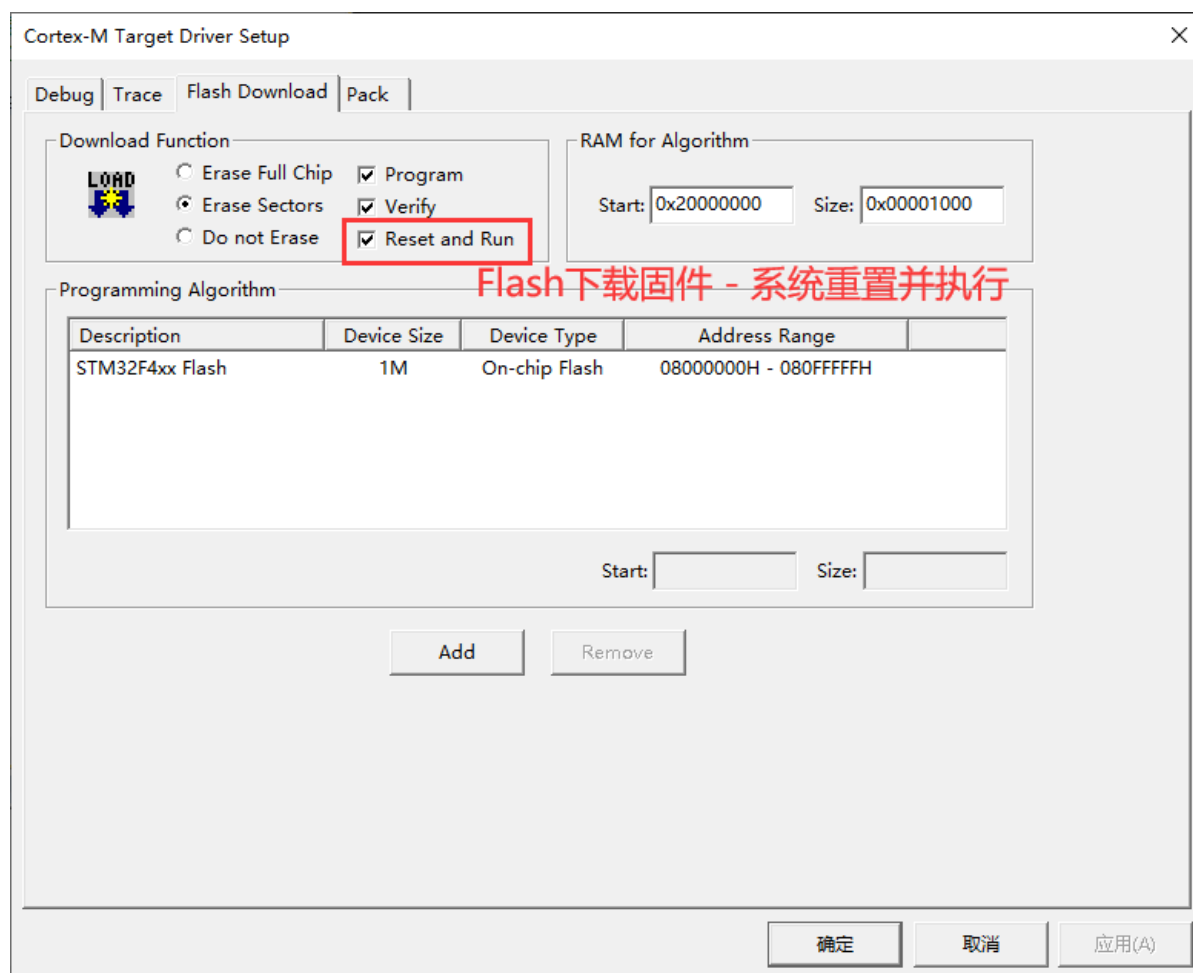 Cortex-M Target Driver Setup
Debug Trace Flash Download Pack
Download Function
LOAD
Erase Full Chip
Erase Sectors
Do not Erase
Program
Verify
Reset and Run
RAM for Algorithm
Start: 0x20000000 Size: 0x00001000
Flash下载固件 - 系统重置并执行
Programming Algorithm
Description Device Size Device Type Address Range
STM32F4xx Flash 1M On-chip Flash 08000000H - 080FFFFFH
Start: Size:
Add Remove
确定 取消 应用(A)